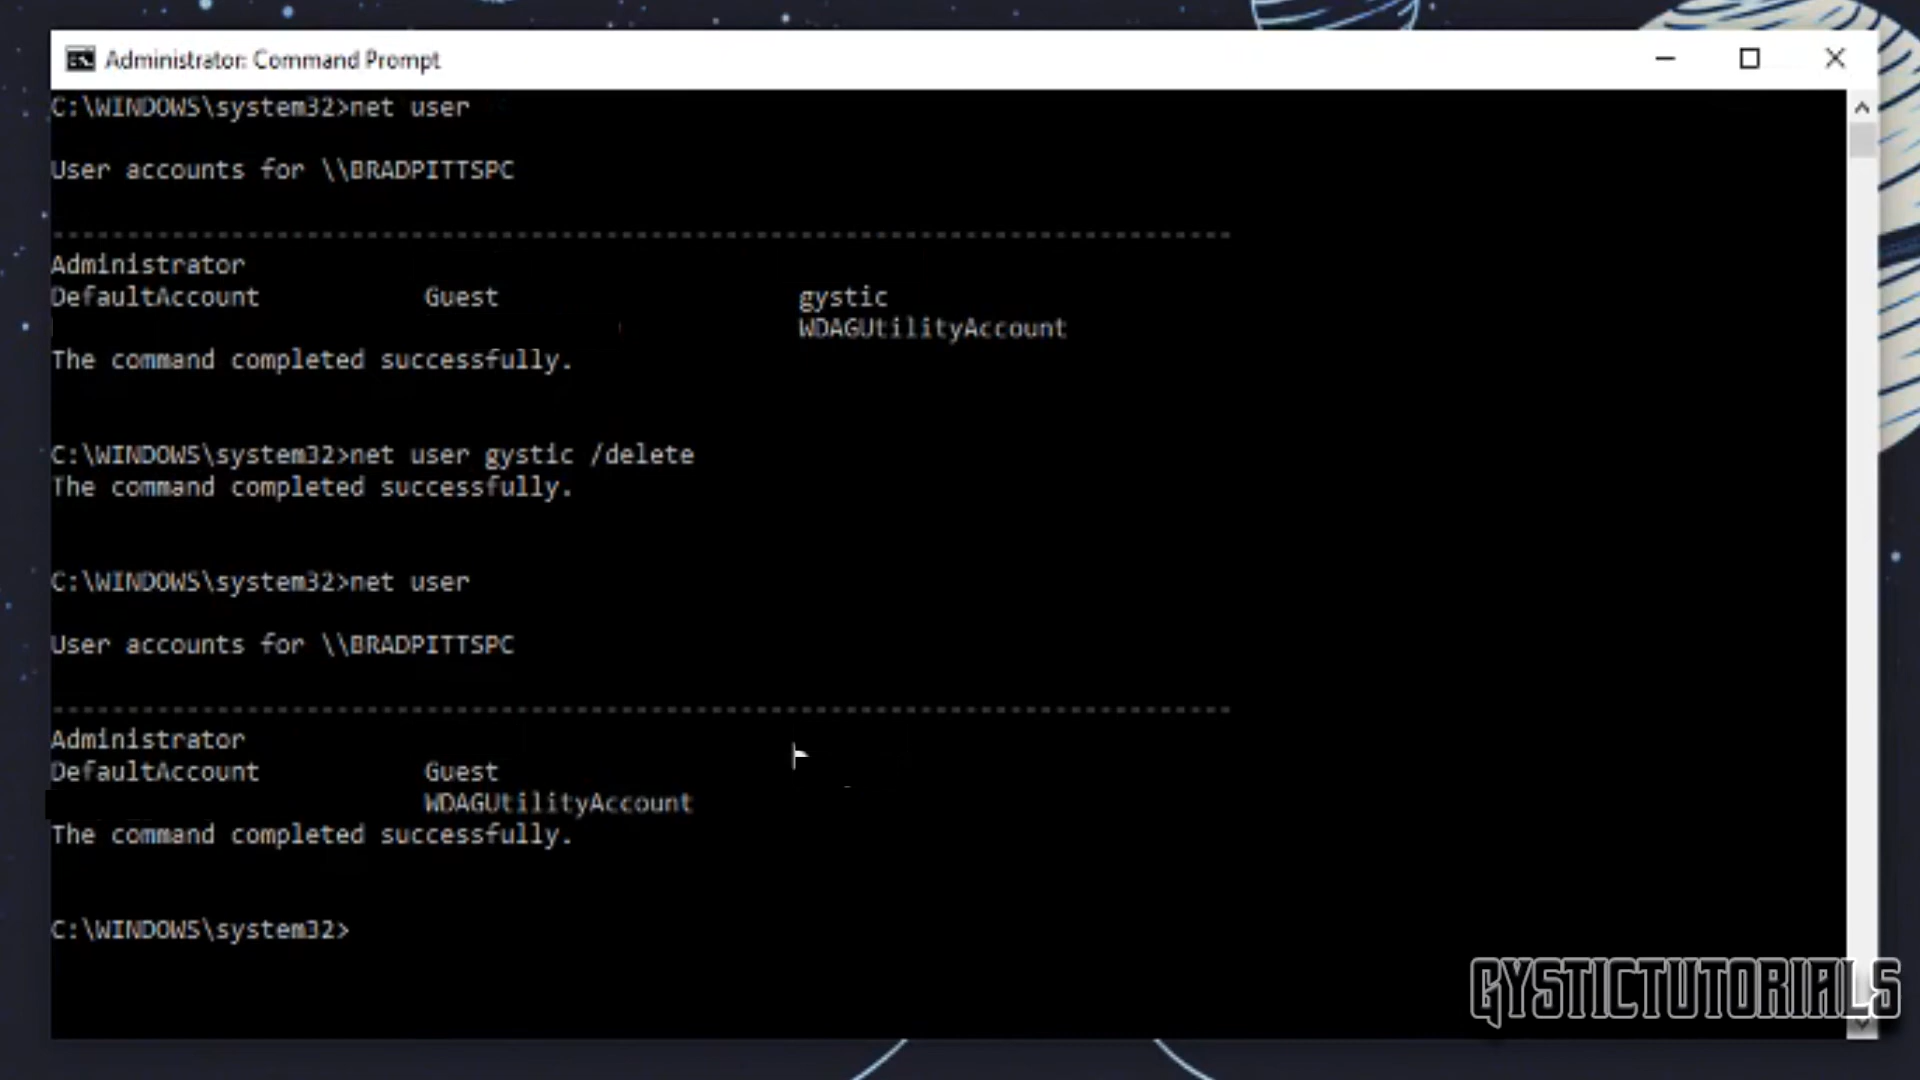 Administrator: Command Prompt
C:\WINDOWS\system32>net user
User accounts for \\BRADPITTSPC
-------------------------------------------------------------------------------
Administrator
DefaultAccount Guest gystic
WDAGUtilityAccount
The command completed successfully.
C:\WINDOWS\system32>net user gystic /delete
The command completed successfully.
C:\WINDOWS\system32>net user
User accounts for \\BRADPITTSPC
-------------------------------------------------------------------------------
Administrator
DefaultAccount Guest
WDAGUtilityAccount
The command completed successfully.
C:\WINDOWS\system32>
GYSTICTUTORIALS